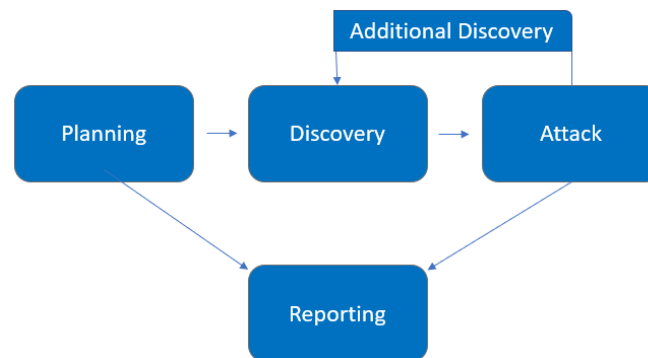 Additional Discovery
Planning
Discovery
Attack
Reporting